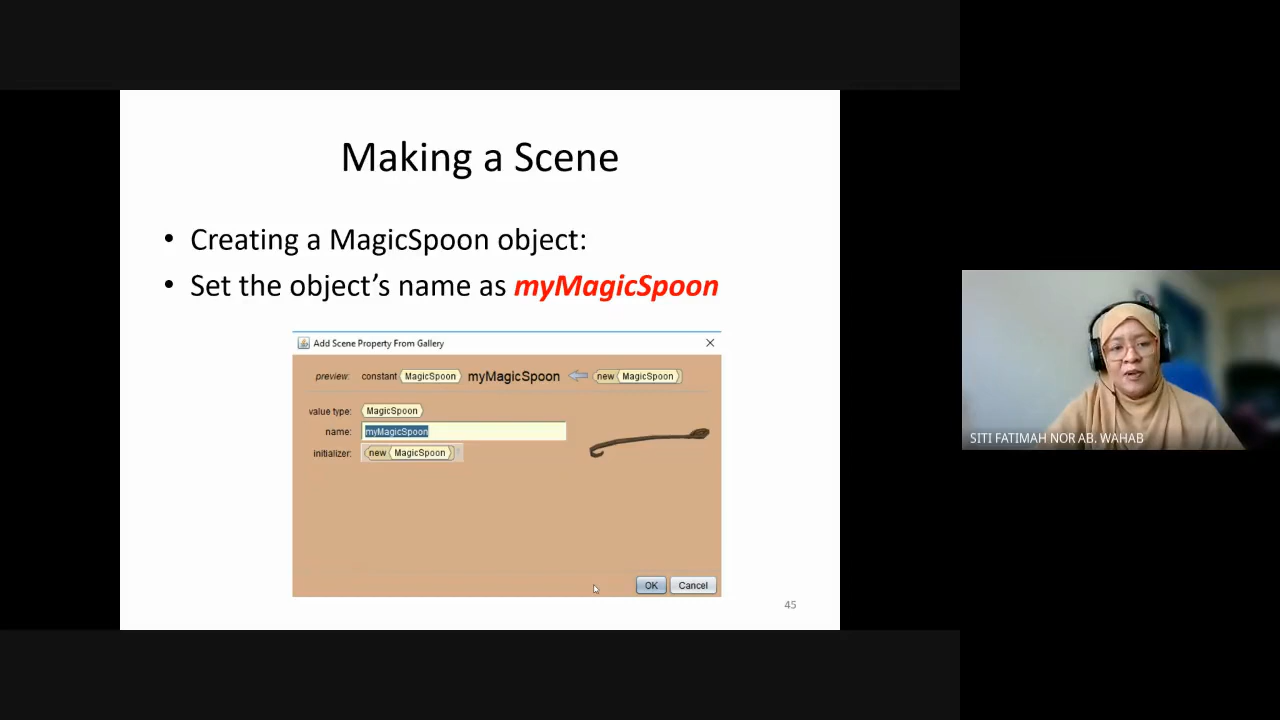 Making a Scene
• Creating a MagicSpoon object:
• Set the object’s name as myMagicSpoon
Add Scene Property From Gallery
preview: constant MagicSpoon myMagicSpoon new MagicSpoon
value type: MagicSpoon
name: myMagicSpoon
initializer: new MagicSpoon
OK Cancel
45
SITI FATIMAH NOR AB. WAHAB